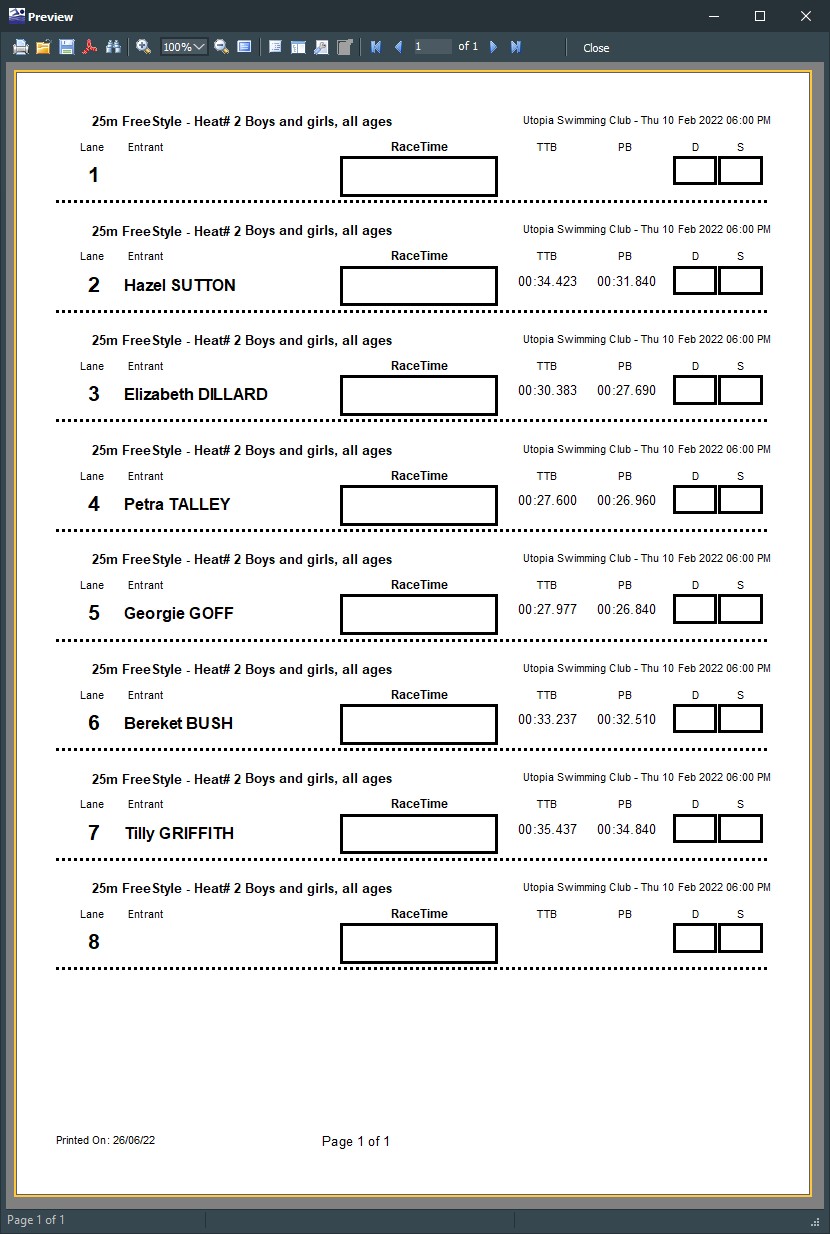 Preview
100%
1 of 1
Close
25m FreeStyle - Heat# 2 Boys and girls, all ages Utopia Swimming Club - Thu 10 Feb 2022 06:00 PM
Lane Entrant RaceTime TTB PB D S
1
25m FreeStyle - Heat# 2 Boys and girls, all ages Utopia Swimming Club - Thu 10 Feb 2022 06:00 PM
Lane Entrant RaceTime TTB PB D S
2 Hazel SUTTON 00:34.423 00:31.840
25m FreeStyle - Heat# 2 Boys and girls, all ages Utopia Swimming Club - Thu 10 Feb 2022 06:00 PM
Lane Entrant RaceTime TTB PB D S
3 Elizabeth DILLARD 00:30.383 00:27.690
25m FreeStyle - Heat# 2 Boys and girls, all ages Utopia Swimming Club - Thu 10 Feb 2022 06:00 PM
Lane Entrant RaceTime TTB PB D S
4 Petra TALLEY 00:27.600 00:26.960
25m FreeStyle - Heat# 2 Boys and girls, all ages Utopia Swimming Club - Thu 10 Feb 2022 06:00 PM
Lane Entrant RaceTime TTB PB D S
5 Georgie GOFF 00:27.977 00:26.840
25m FreeStyle - Heat# 2 Boys and girls, all ages Utopia Swimming Club - Thu 10 Feb 2022 06:00 PM
Lane Entrant RaceTime TTB PB D S
6 Bereket BUSH 00:33.237 00:32.510
25m FreeStyle - Heat# 2 Boys and girls, all ages Utopia Swimming Club - Thu 10 Feb 2022 06:00 PM
Lane Entrant RaceTime TTB PB D S
7 Tilly GRIFFITH 00:35.437 00:34.840
25m FreeStyle - Heat# 2 Boys and girls, all ages Utopia Swimming Club - Thu 10 Feb 2022 06:00 PM
Lane Entrant RaceTime TTB PB D S
8
Printed On: 26/06/22 Page 1 of 1
Page 1 of 1